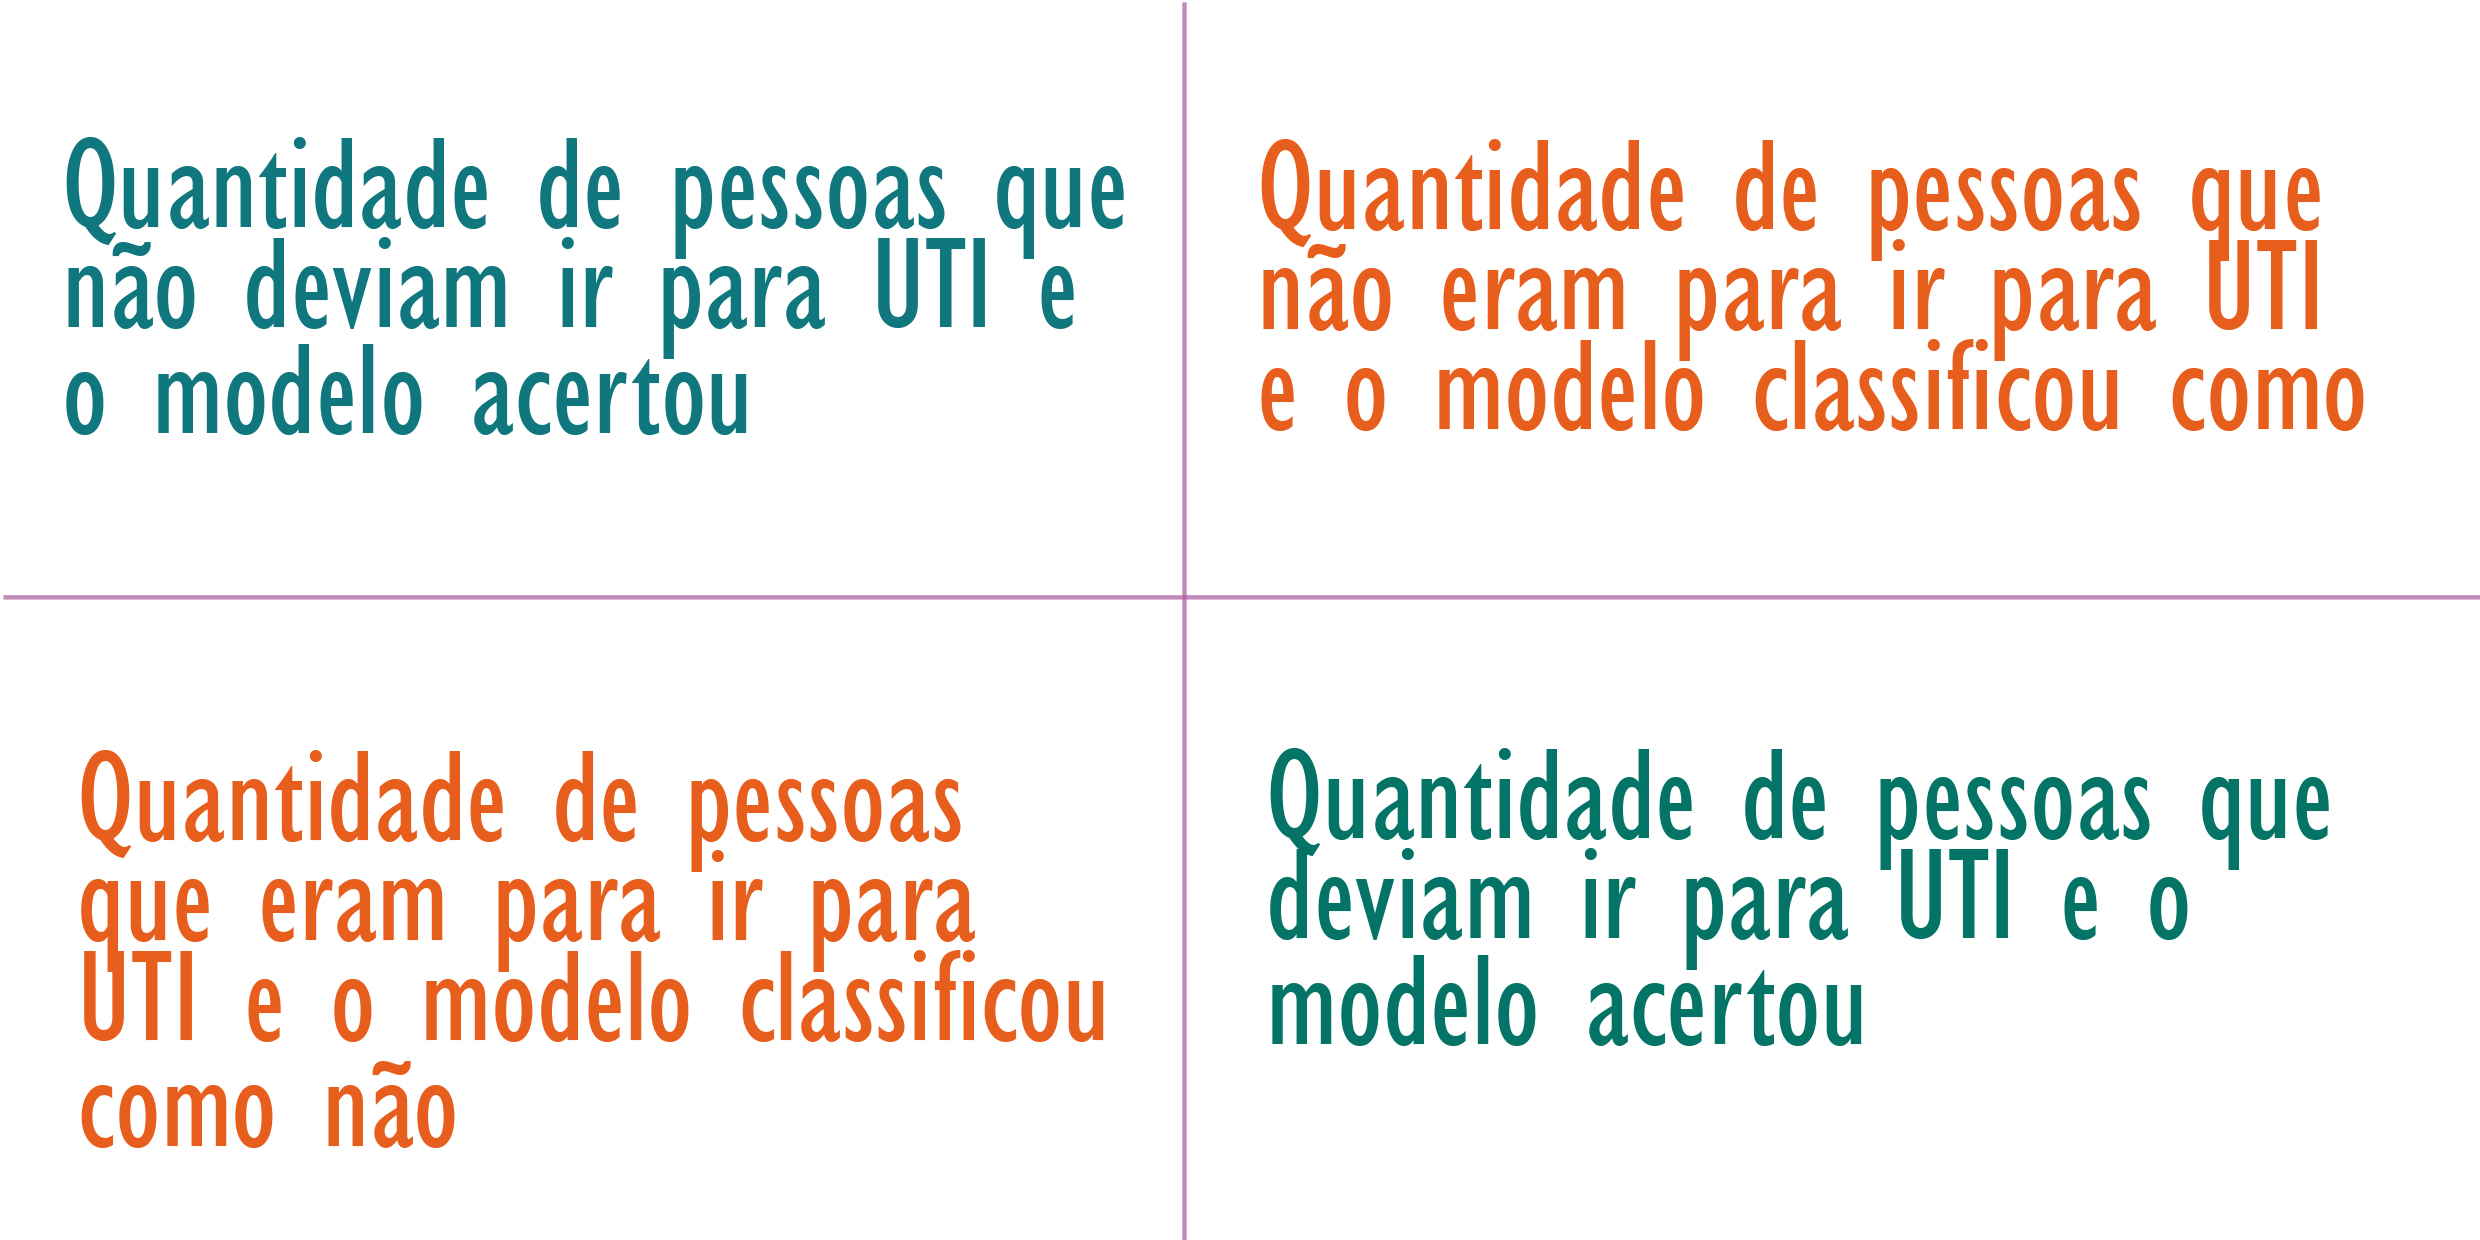 Quantidade de pessoas que
não deviam ir para UTI e
o modelo acertou
Quantidade de pessoas que
não eram para ir para UTI
e o modelo classificou como
Quantidade de pessoas
que eram para ir para
UTI e o modelo classificou
como não
Quantidade de pessoas que
deviam ir para UTI e o
modelo acertou